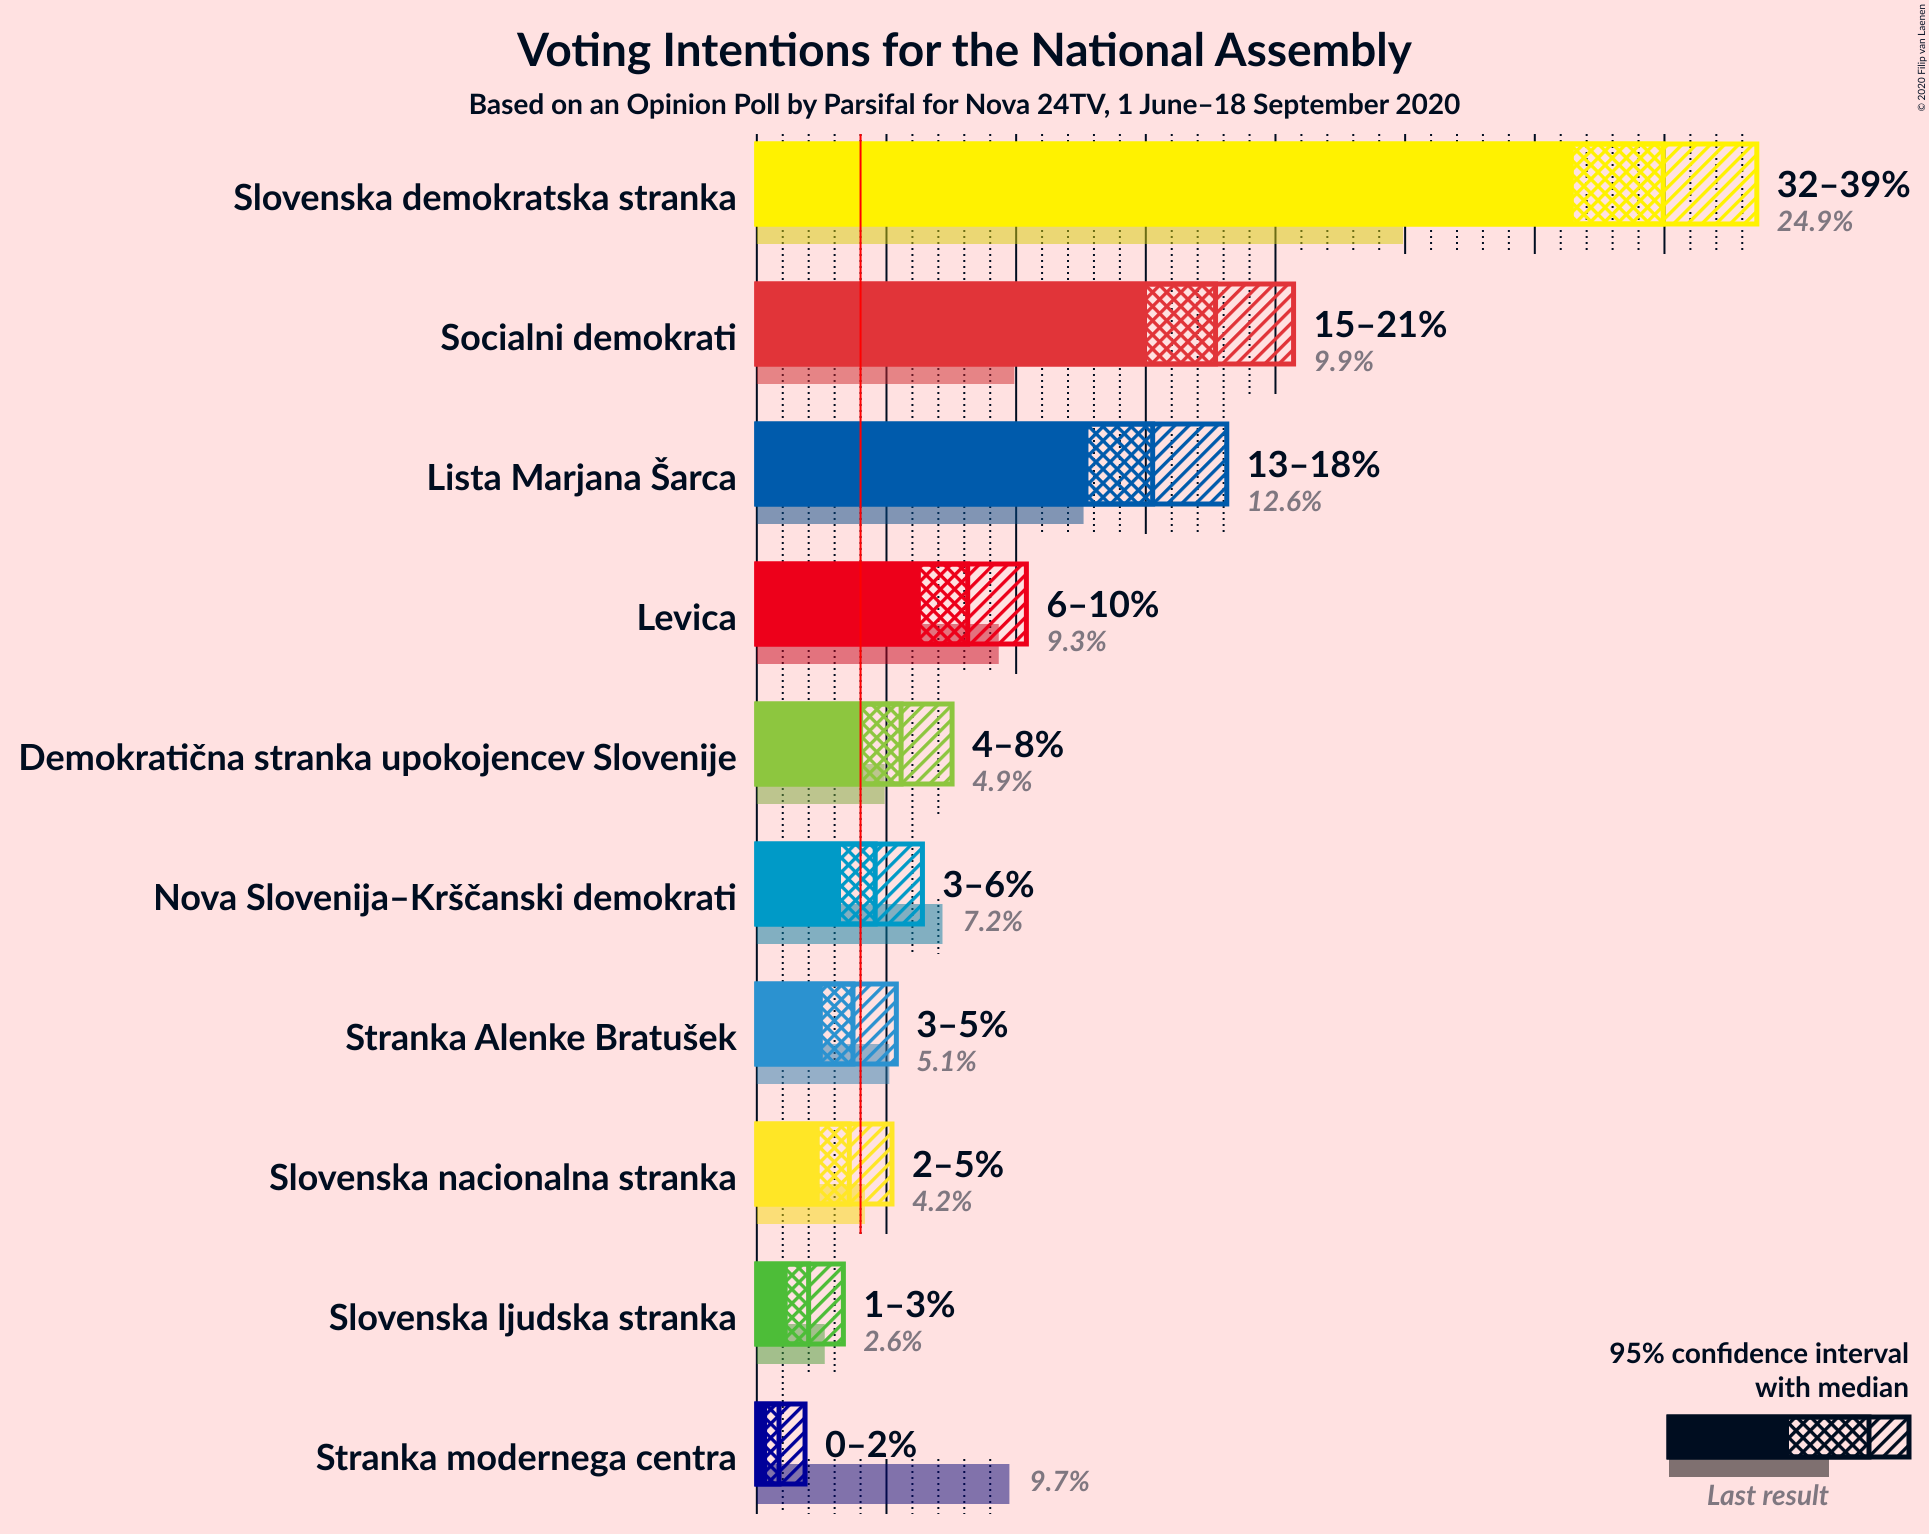 Voting Intentions for the National Assembly
Based on an Opinion Poll by Parsifal for Nova 24TV, 1 June–18 September 2020
© 2020 Filip van Laenen
Slovenska demokratska stranka
32–39%
24.9%
Socialni demokrati
15–21%
9.9%
Lista Marjana Šarca
13–18%
12.6%
Levica
6–10%
9.3%
Demokratična stranka upokojencev Slovenije
4–8%
4.9%
Nova Slovenija–Krščanski demokrati
3–6%
7.2%
Stranka Alenke Bratušek
3–5%
5.1%
Slovenska nacionalna stranka
2–5%
4.2%
Slovenska ljudska stranka
1–3%
2.6%
Stranka modernega centra
0–2%
9.7%
95% confidence interval
with median
Last result